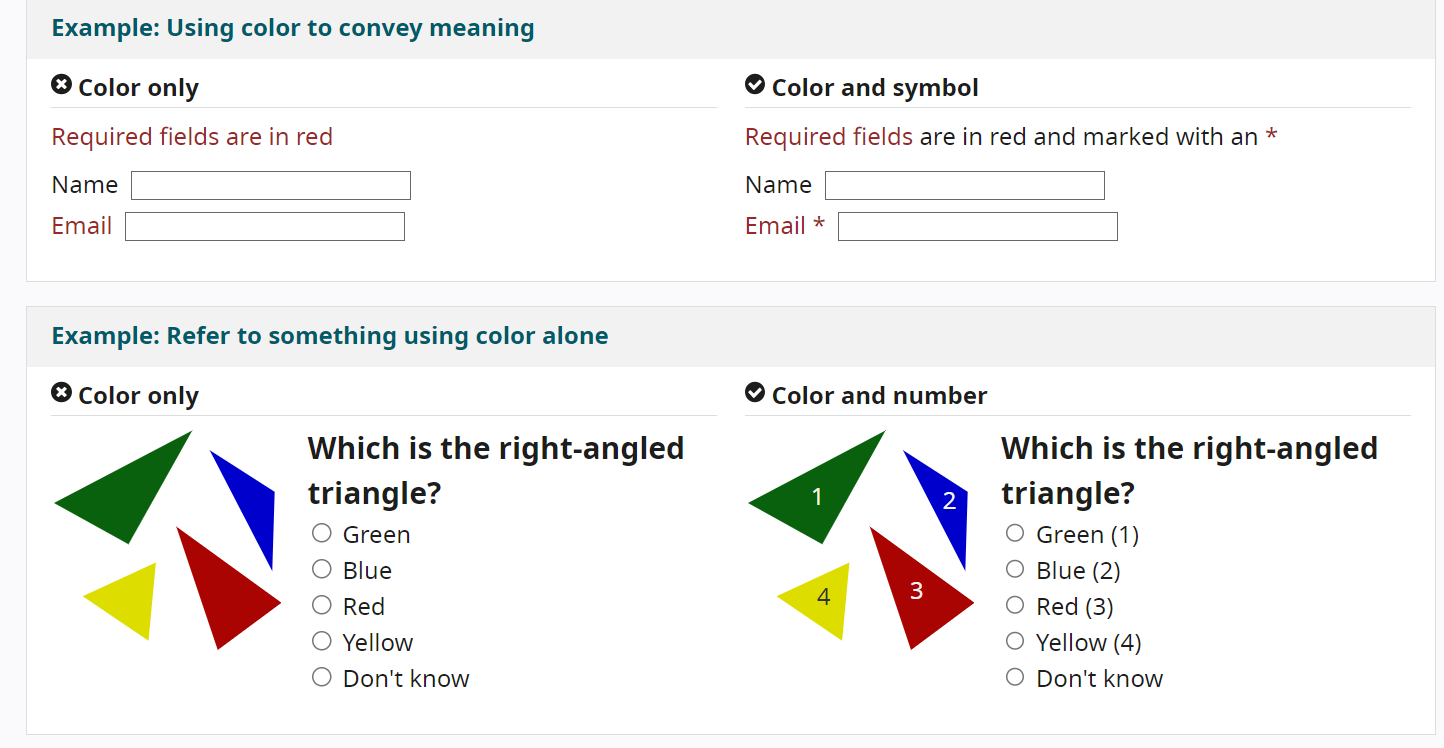 Example: Using color to convey meaning
Color only
Required fields are in red
Name
Email
Color and symbol
Required fields are in red and marked with an *
Name
Email *
Example: Refer to something using color alone
Color only
Which is the right-angled
triangle?
Green
Blue
Red
Yellow
Don't know
Color and number
1
2
3
4
Which is the right-angled
triangle?
Green (1)
Blue (2)
Red (3)
Yellow (4)
Don't know